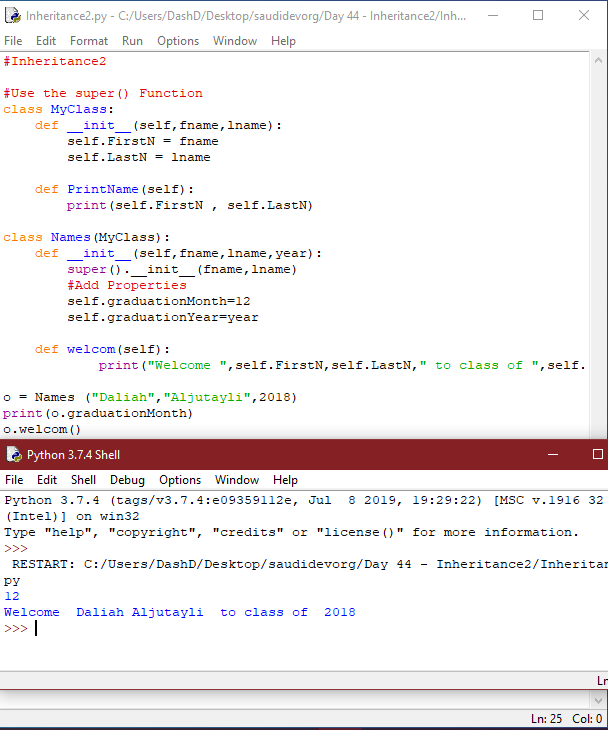 Inheritance2.py - C:/Users/DashD/Desktop/saudidevorg/Day 44 - Inheritance2/Inh...
File Edit Format Run Options Window Help
#Inheritance2
#Use the super() Function
class MyClass:
    def __init__(self,fname,lname):
        self.FirstN = fname
        self.LastN = lname
    def PrintName(self):
        print(self.FirstN , self.LastN)
class Names(MyClass):
    def __init__(self,fname,lname,year):
        super().__init__(fname,lname)
        #Add Properties
        self.graduationMonth=12
        self.graduationYear=year
    def welcom(self):
            print("Welcome ",self.FirstN,self.LastN," to class of ",self.
o = Names ("Daliah","Aljutayli",2018)
print(o.graduationMonth)
o.welcom()
Python 3.7.4 Shell
File Edit Shell Debug Options Window Help
Python 3.7.4 (tags/v3.7.4:e09359112e, Jul  8 2019, 19:29:22) [MSC v.1916 32
(Intel)] on win32
Type "help", "copyright", "credits" or "license()" for more information.
>>>
 RESTART: C:/Users/DashD/Desktop/saudidevorg/Day 44 - Inheritance2/Inheritan
py
12
Welcome  Daliah Aljutayli  to class of  2018
>>>
Ln
Ln: 25 Col: 0